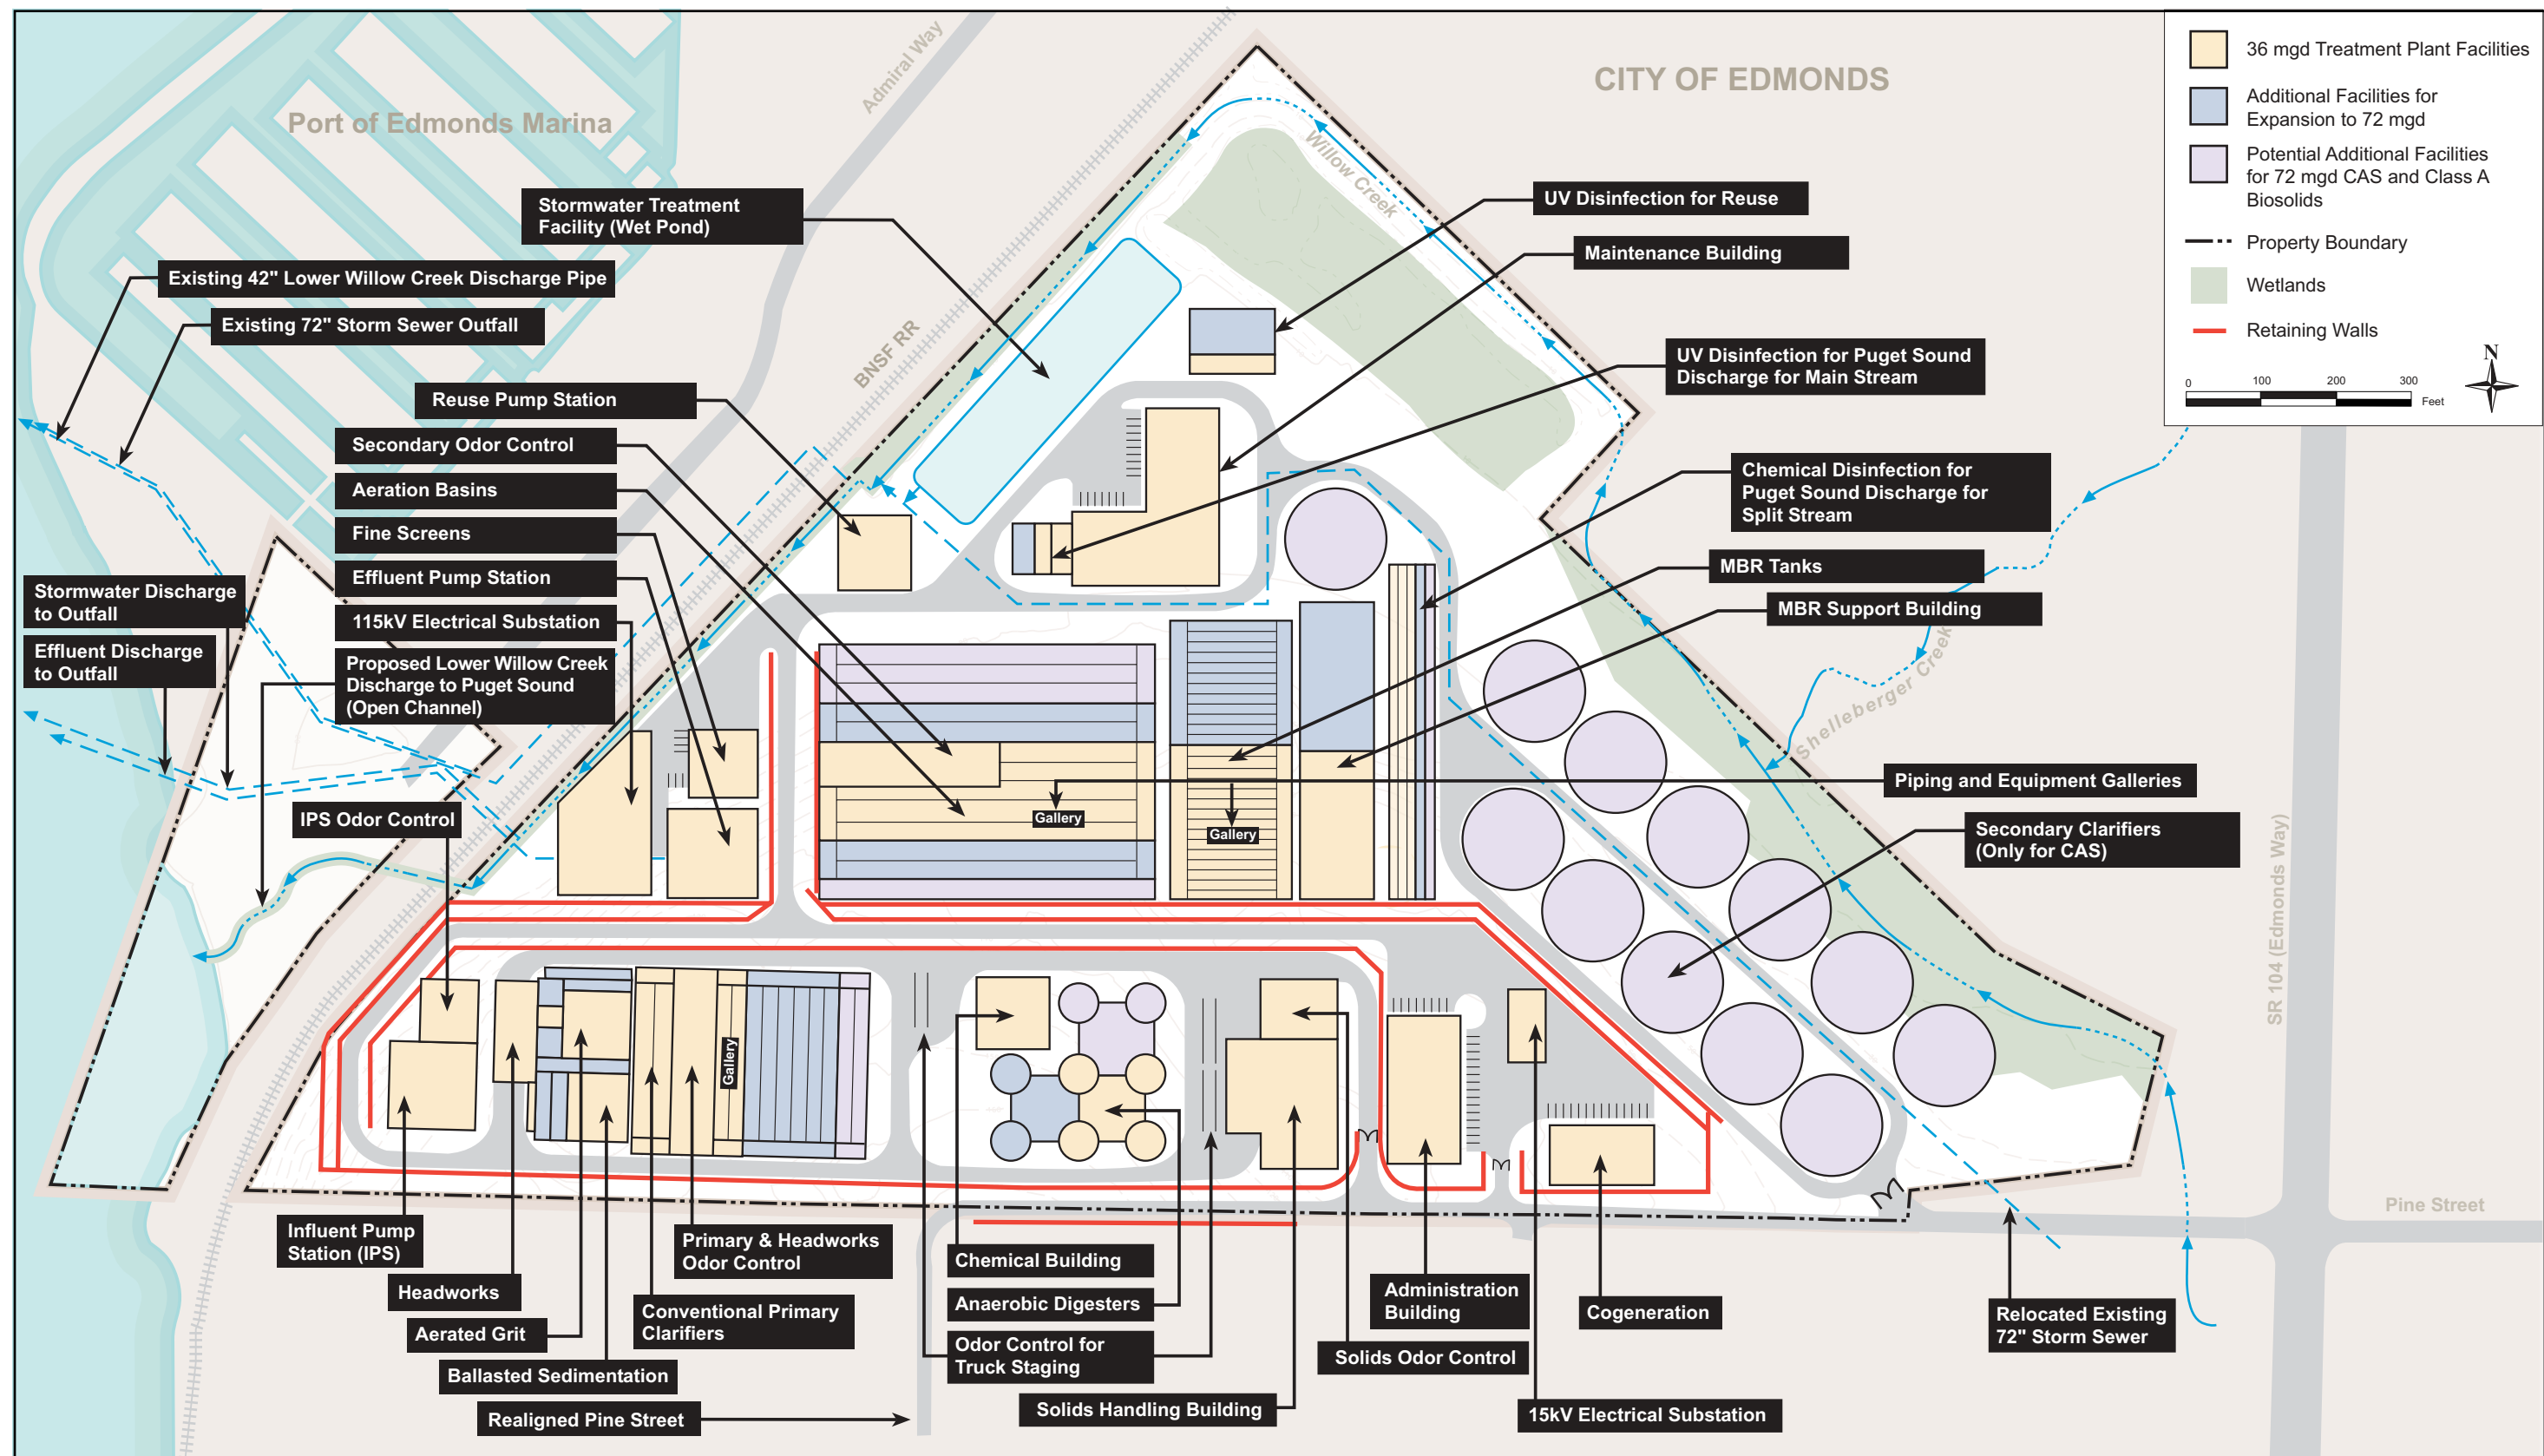 CITY OF EDMONDS
Port of Edmonds Marina
Admiral Way
BNSF RR
Willow Creek
Shelleberger Creek
SR 104 (Edmonds Way)
Pine Street
36 mgd Treatment Plant Facilities
Additional Facilities for
Expansion to 72 mgd
Potential Additional Facilities
for 72 mgd CAS and Class A
Biosolids
Property Boundary
Wetlands
Retaining Walls
N
0 100 200 300
Feet
Stormwater Treatment
Facility (Wet Pond)
Existing 42" Lower Willow Creek Discharge Pipe
Existing 72" Storm Sewer Outfall
Reuse Pump Station
Secondary Odor Control
Aeration Basins
Fine Screens
Effluent Pump Station
115kV Electrical Substation
Proposed Lower Willow Creek
Discharge to Puget Sound
(Open Channel)
Stormwater Discharge
to Outfall
Effluent Discharge
to Outfall
IPS Odor Control
UV Disinfection for Reuse
Maintenance Building
UV Disinfection for Puget Sound
Discharge for Main Stream
Chemical Disinfection for
Puget Sound Discharge for
Split Stream
MBR Tanks
MBR Support Building
Piping and Equipment Galleries
Secondary Clarifiers
(Only for CAS)
Gallery
Gallery
Gallery
Influent Pump
Station (IPS)
Headworks
Aerated Grit
Ballasted Sedimentation
Realigned Pine Street
Primary & Headworks
Odor Control
Conventional Primary
Clarifiers
Chemical Building
Anaerobic Digesters
Odor Control for
Truck Staging
Solids Handling Building
Solids Odor Control
Administration
Building
15kV Electrical Substation
Cogeneration
Relocated Existing
72" Storm Sewer